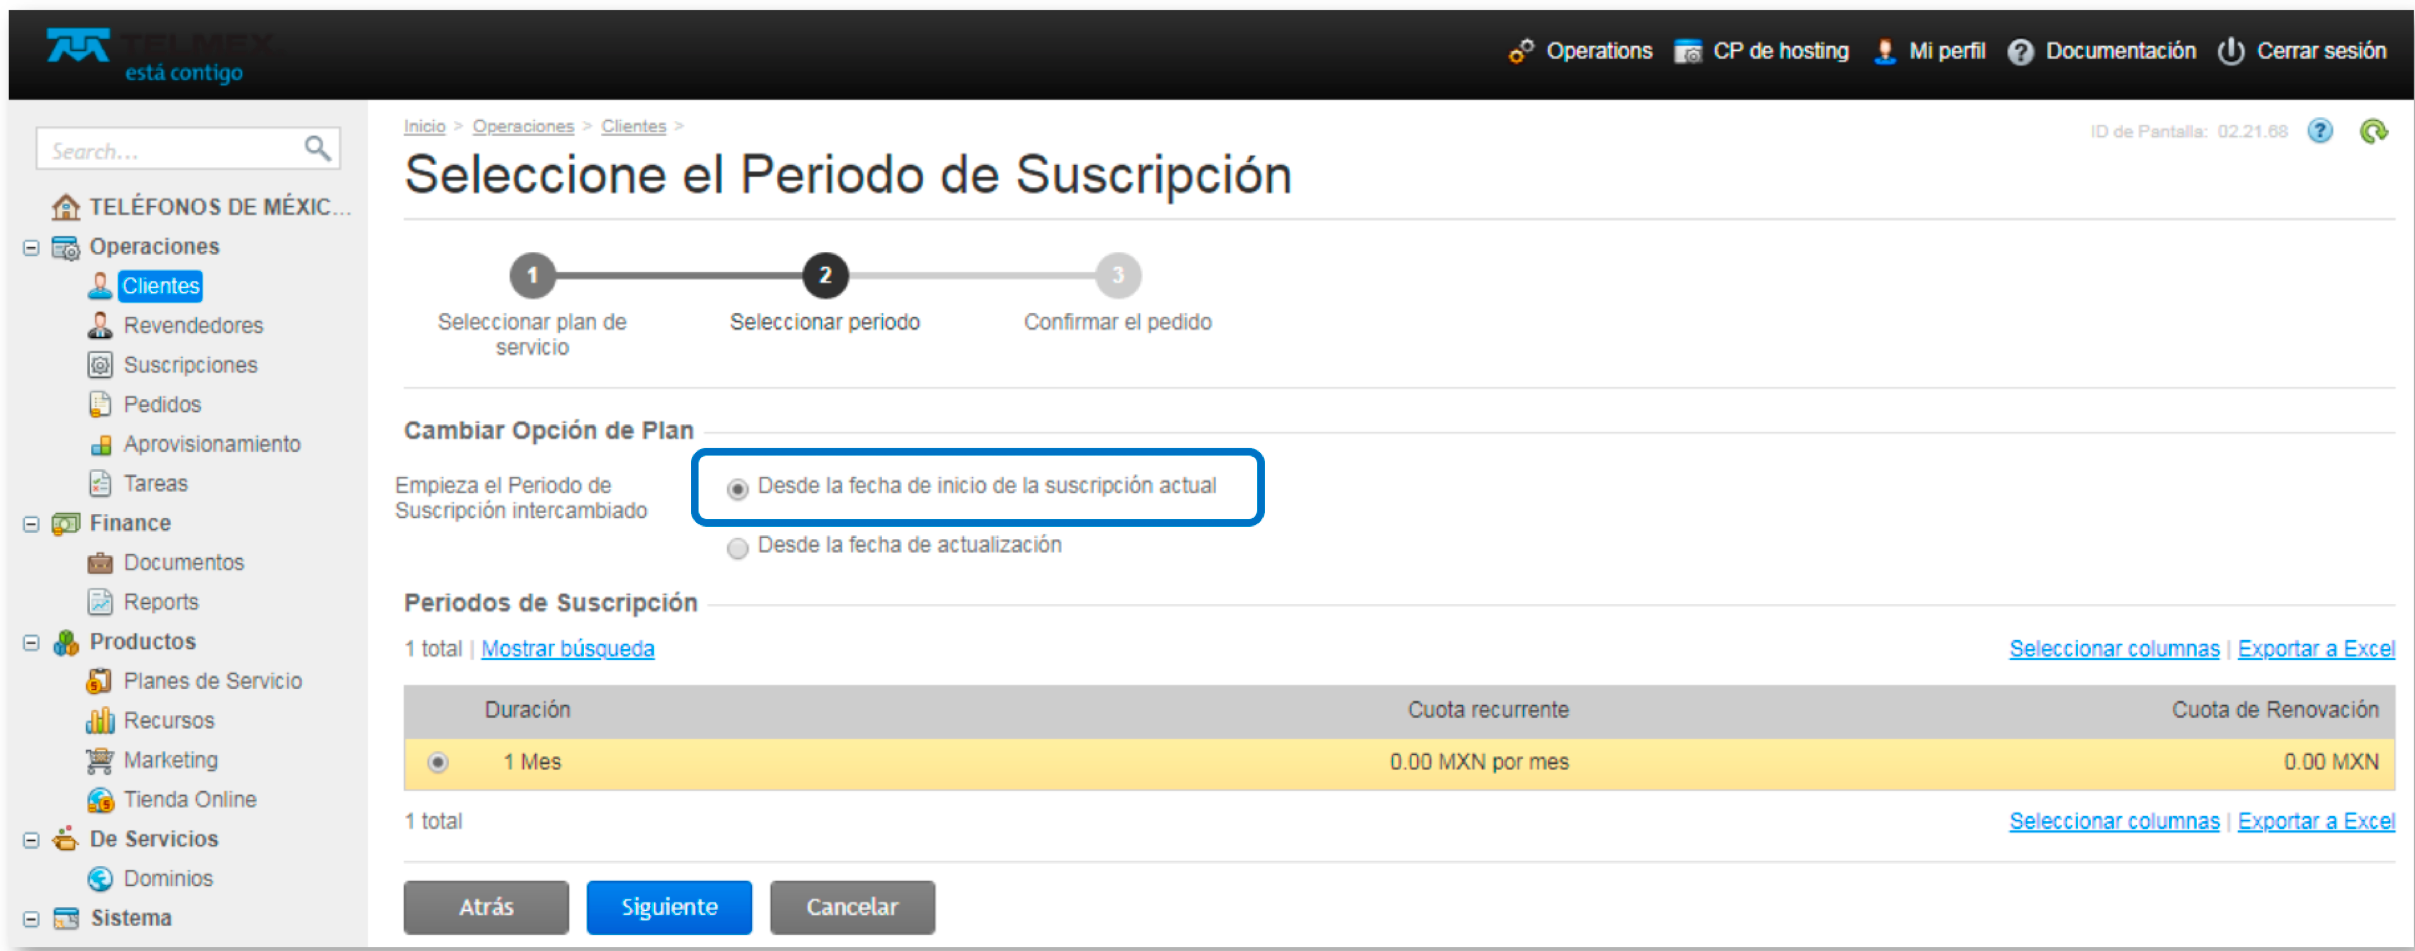 TELMEX
está contigo
Operations
CP de hosting
Mi perfil
Documentación
Cerrar sesión
Search...
TELÉFONOS DE MÉXIC...
Operaciones
Clientes
Revendedores
Suscripciones
Pedidos
Aprovisionamiento
Tareas
Finance
Documentos
Reports
Productos
Planes de Servicio
Recursos
Marketing
Tienda Online
De Servicios
Dominios
Sistema
Inicio > Operaciones > Clientes >
ID de Pantalla: 02.21.68
Seleccione el Periodo de Suscripción
1
2
3
Seleccionar plan de
servicio
Seleccionar periodo
Confirmar el pedido
Cambiar Opción de Plan
Empieza el Periodo de
Suscripción intercambiado
Desde la fecha de inicio de la suscripción actual
Desde la fecha de actualización
Periodos de Suscripción
1 total | Mostrar búsqueda
Seleccionar columnas | Exportar a Excel
Duración Cuota recurrente Cuota de Renovación
1 Mes 0.00 MXN por mes 0.00 MXN
1 total
Seleccionar columnas | Exportar a Excel
Atrás
Siguiente
Cancelar